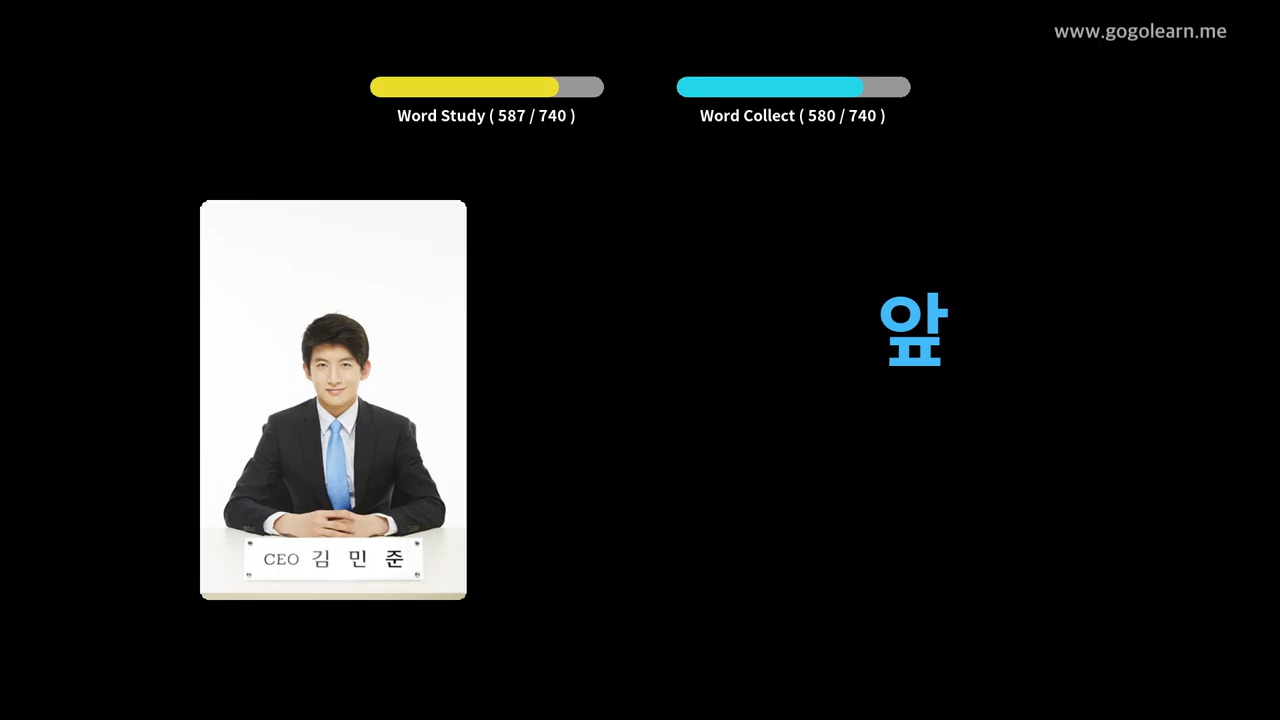 www.gogolearn.me
Word Study ( 587 / 740 )
Word Collect ( 580 / 740 )
앞
CEO 김 민 준